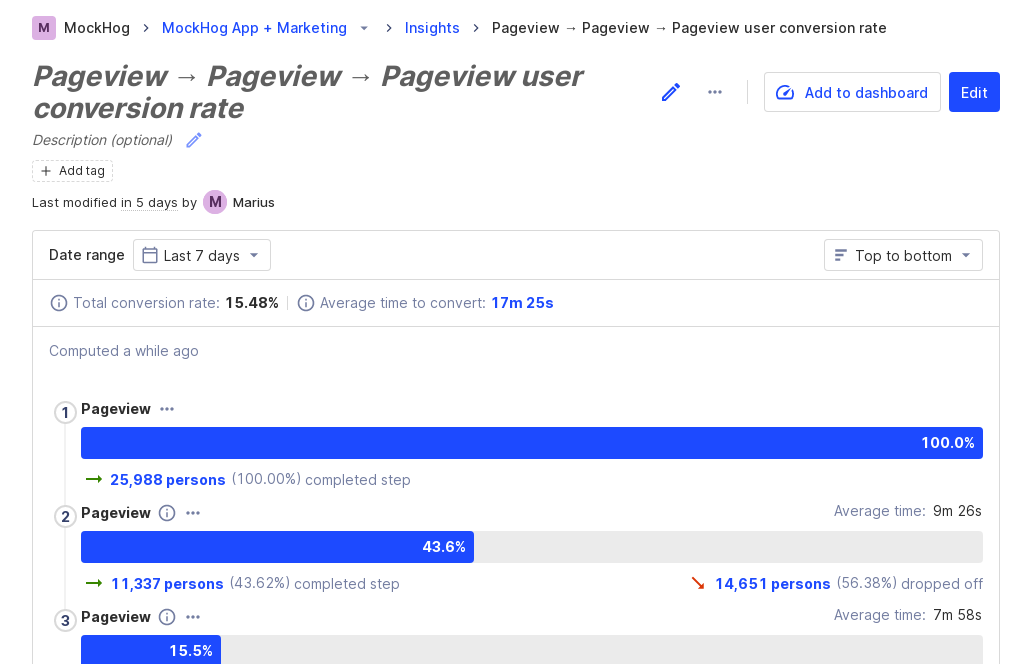 M MockHog > MockHog App + Marketing > Insights > Pageview → Pageview → Pageview user conversion rate
Pageview → Pageview → Pageview user
conversion rate
Add to dashboard
Edit
Description (optional)
+ Add tag
Last modified in 5 days by M Marius
Date range Last 7 days Top to bottom
Total conversion rate: 15.48% Average time to convert: 17m 25s
Computed a while ago
1 Pageview
100.0%
→ 25,988 persons (100.00%) completed step
2 Pageview Average time: 9m 26s
43.6%
→ 11,337 persons (43.62%) completed step ↘ 14,651 persons (56.38%) dropped off
3 Pageview Average time: 7m 58s
15.5%